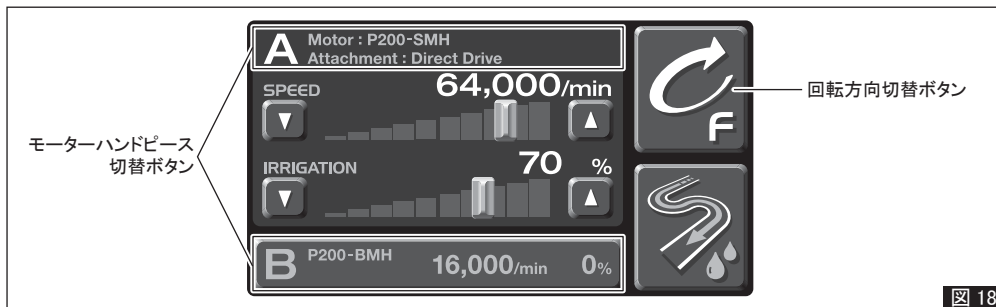 A
Motor : P200-SMH
Attachment : Direct Drive
SPEED
64,000/min
IRRIGATION
70 %
B
P200-BMH
16,000/min
0%
F
モーターハンドピース
切替ボタン
回転方向切替ボタン
図 18